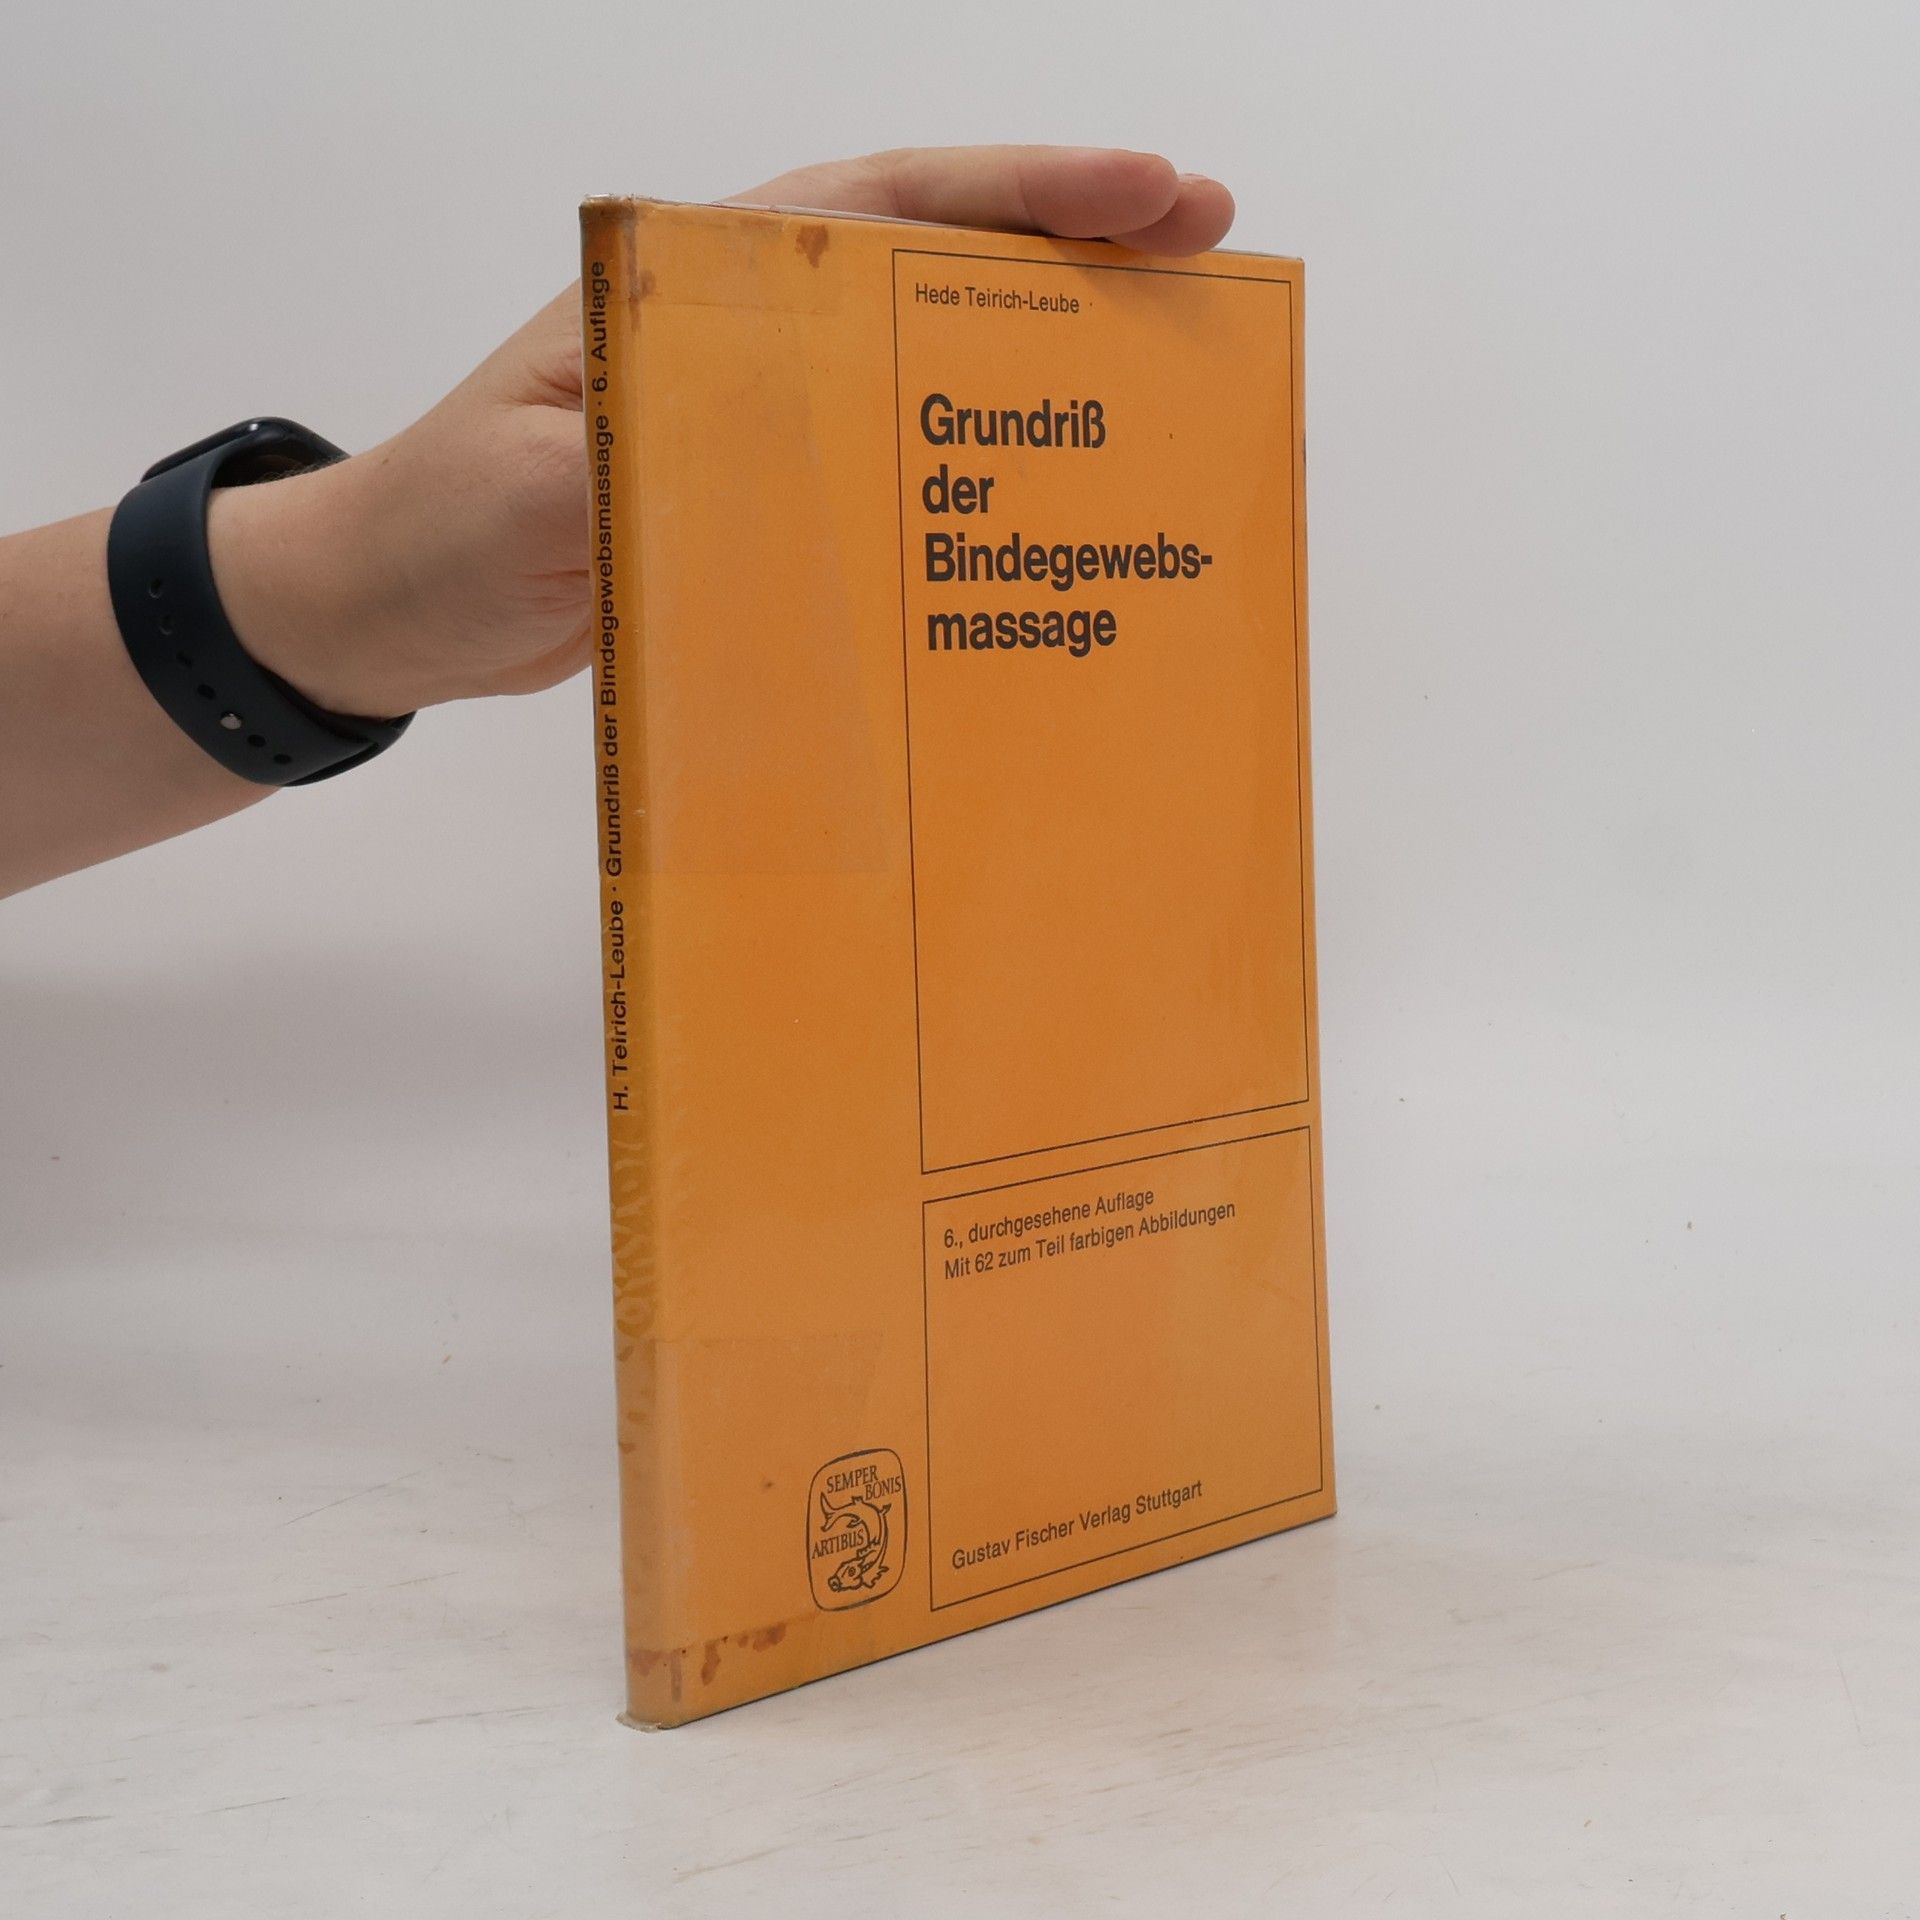 H. Teirich-Leube · Grundriß der Bindegewebsmassage · 6. Auflage
Hede Teirich-Leube
Grundriß
der
Bindegewebs-
massage
6., durchgesehene Auflage
Mit 62 zum Teil farbigen Abbildungen
SEMPER
BONIS
ARTIBUS
Gustav Fischer Verlag Stuttgart